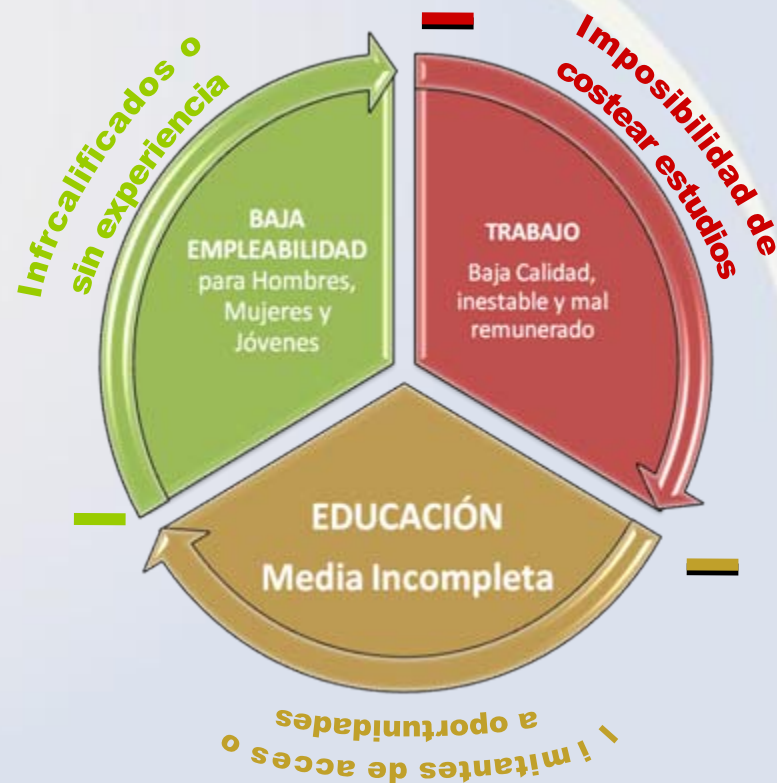 Infrcalificados o
sin experiencia
Imposibilidad de
costear estudios
BAJA
EMPLEABILIDAD
para Hombres,
Mujeres y
Jóvenes
TRABAJO
Baja Calidad,
inestable y mal
remunerado
EDUCACIÓN
Media Incompleta
limitantes de acces o
a oportunidades